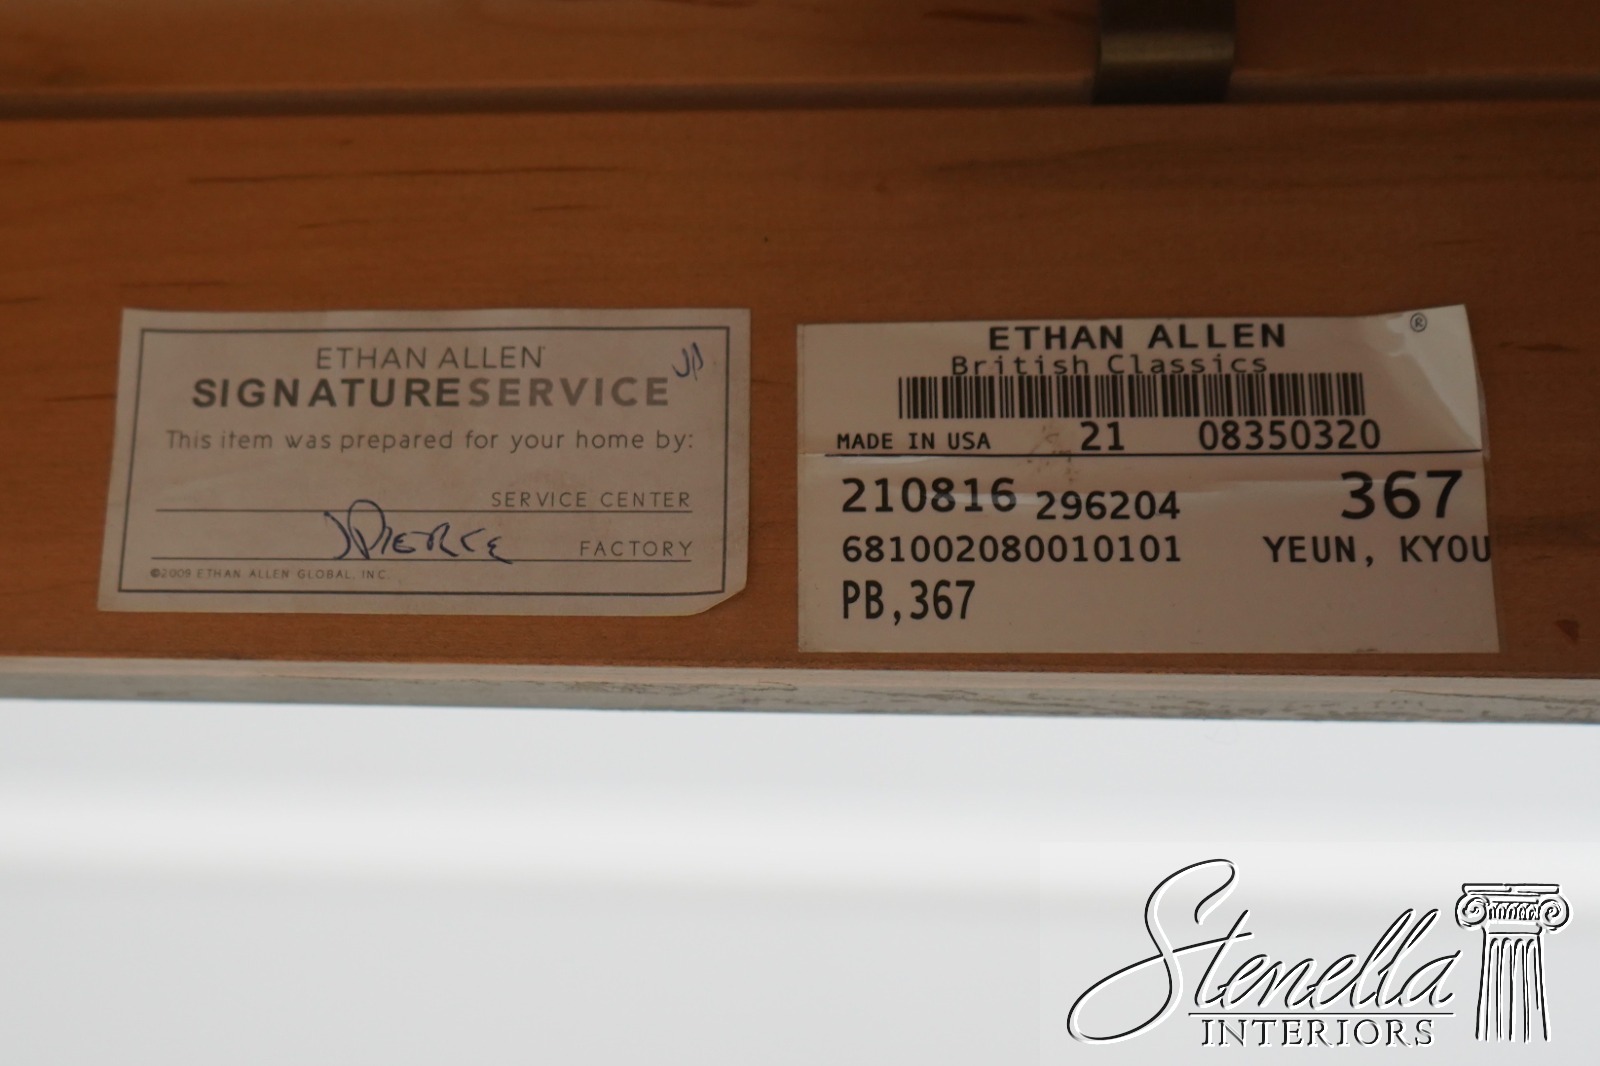 ETHAN ALLEN
SIGNATURESERVICE
This item was prepared for your home by:
SERVICE CENTER
JPIERCE
FACTORY
©2009 ETHAN ALLEN GLOBAL, INC.
ETHAN ALLEN ®
British Classics
MADE IN USA 21 08350320
210816 296204 367
681002080010101 YEUN, KYOU
PB,367
Stenella
INTERIORS